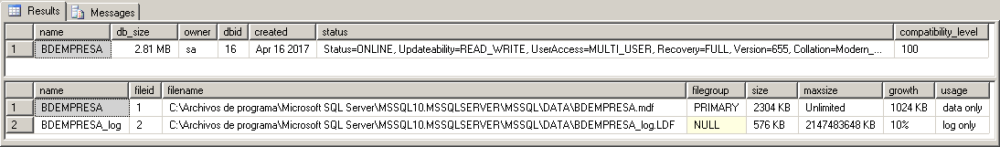 Results Messages
name db_size owner dbid created status compatibility_level
1 BDEMPRESA 2.81 MB sa 16 Apr 16 2017 Status=ONLINE, Updateability=READ_WRITE, UserAccess=MULTI_USER, Recovery=FULL, Version=655, Collation=Modern_... 100
name fileid filename filegroup size maxsize growth usage
1 BDEMPRESA 1 C:\Archivos de programa\Microsoft SQL Server\MSSQL10.MSSQLSERVER\MSSQL\DATA\BDEMPRESA.mdf PRIMARY 2304 KB Unlimited 1024 KB data only
2 BDEMPRESA_log 2 C:\Archivos de programa\Microsoft SQL Server\MSSQL10.MSSQLSERVER\MSSQL\DATA\BDEMPRESA_log.LDF NULL 576 KB 2147483648 KB 10% log only